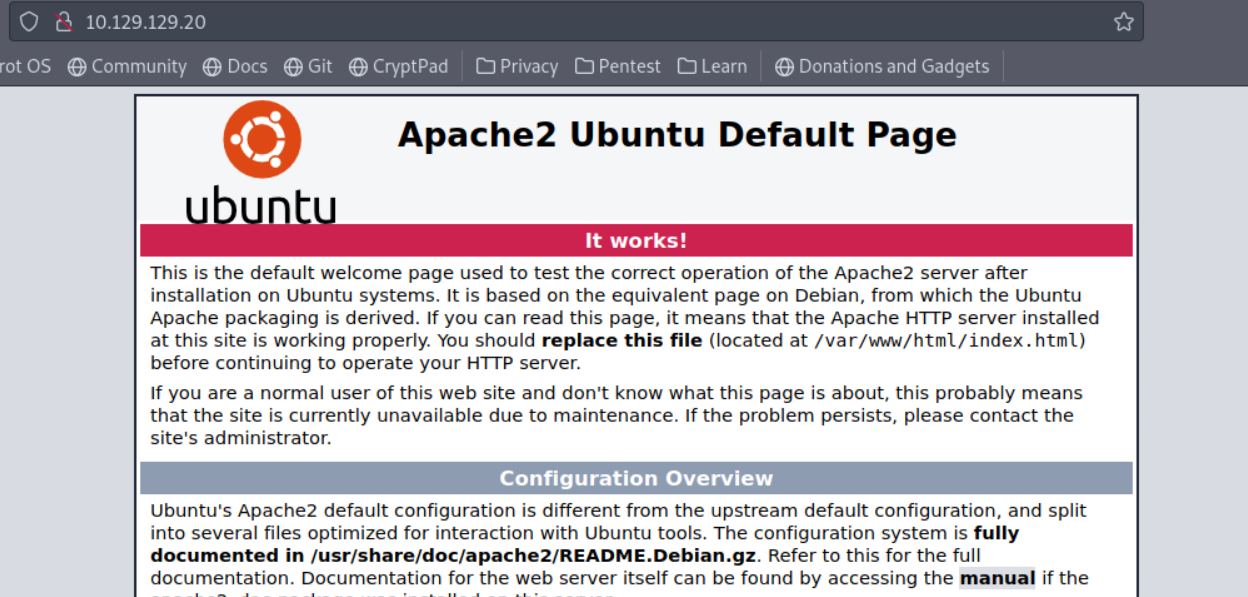 10.129.129.20
rot OS Community Docs Git CryptPad Privacy Pentest Learn Donations and Gadgets
ubuntu
Apache2 Ubuntu Default Page
It works!
This is the default welcome page used to test the correct operation of the Apache2 server after
installation on Ubuntu systems. It is based on the equivalent page on Debian, from which the Ubuntu
Apache packaging is derived. If you can read this page, it means that the Apache HTTP server installed
at this site is working properly. You should replace this file (located at /var/www/html/index.html)
before continuing to operate your HTTP server.
If you are a normal user of this web site and don't know what this page is about, this probably means
that the site is currently unavailable due to maintenance. If the problem persists, please contact the
site's administrator.
Configuration Overview
Ubuntu's Apache2 default configuration is different from the upstream default configuration, and split
into several files optimized for interaction with Ubuntu tools. The configuration system is fully
documented in /usr/share/doc/apache2/README.Debian.gz. Refer to this for the full
documentation. Documentation for the web server itself can be found by accessing the manual if the